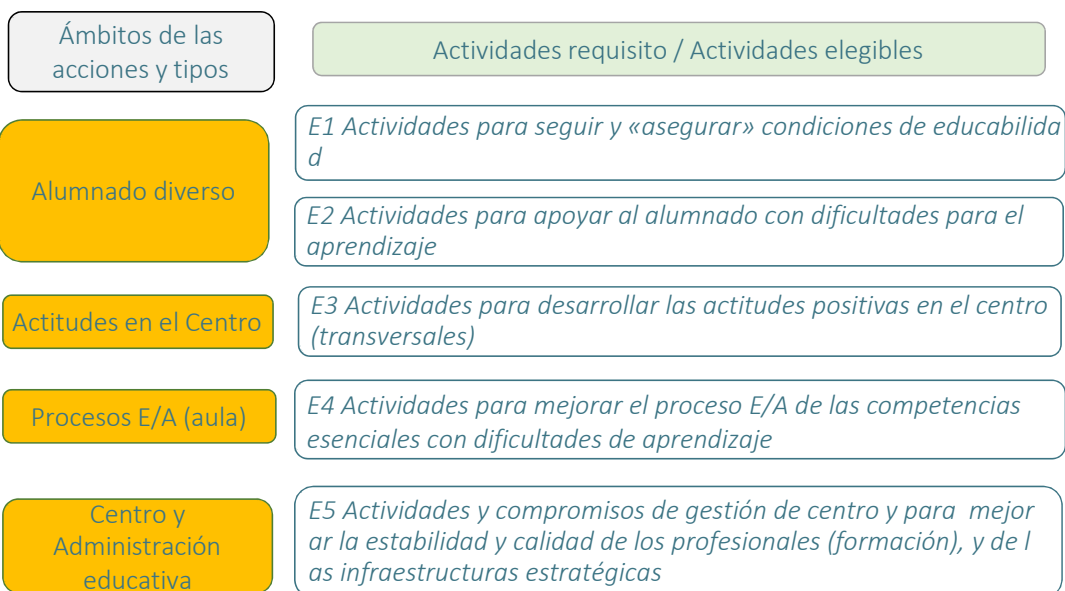 Ámbitos de las
acciones y tipos
Actividades requisito / Actividades elegibles
Alumnado diverso
E1 Actividades para seguir y «asegurar» condiciones de educabilida
d
E2 Actividades para apoyar al alumnado con dificultades para el
aprendizaje
Actitudes en el Centro
E3 Actividades para desarrollar las actitudes positivas en el centro
(transversales)
Procesos E/A (aula)
E4 Actividades para mejorar el proceso E/A de las competencias
esenciales con dificultades de aprendizaje
Centro y
Administración
educativa
E5 Actividades y compromisos de gestión de centro y para  mejor
ar la estabilidad y calidad de los profesionales (formación), y de l
as infraestructuras estratégicas